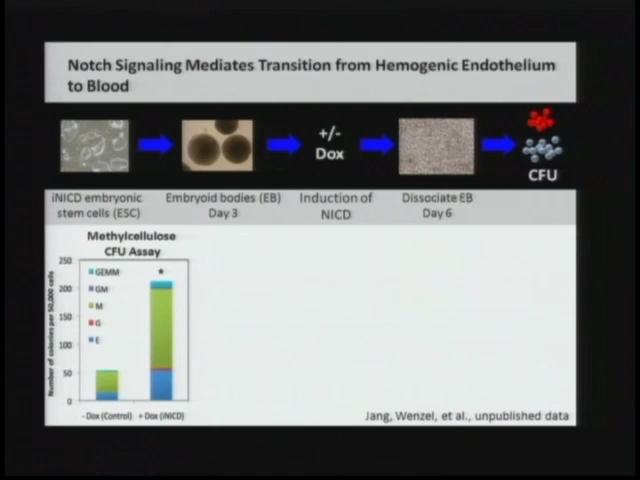 Notch Signaling Mediates Transition from Hemogenic Endothelium
to Blood
+/-
Dox
CFU
iNICD embryonic
stem cells (ESC)
Embryoid bodies (EB)
Day 3
Induction of
NICD
Dissociate EB
Day 6
Methylcellulose
CFU Assay
Number of colonies per 50,000 cells
250
200
150
100
50
0
GEMM
GM
M
G
E
*
- Dox (Control)
+ Dox (iNICD)
Jang, Wenzel, et al., unpublished data